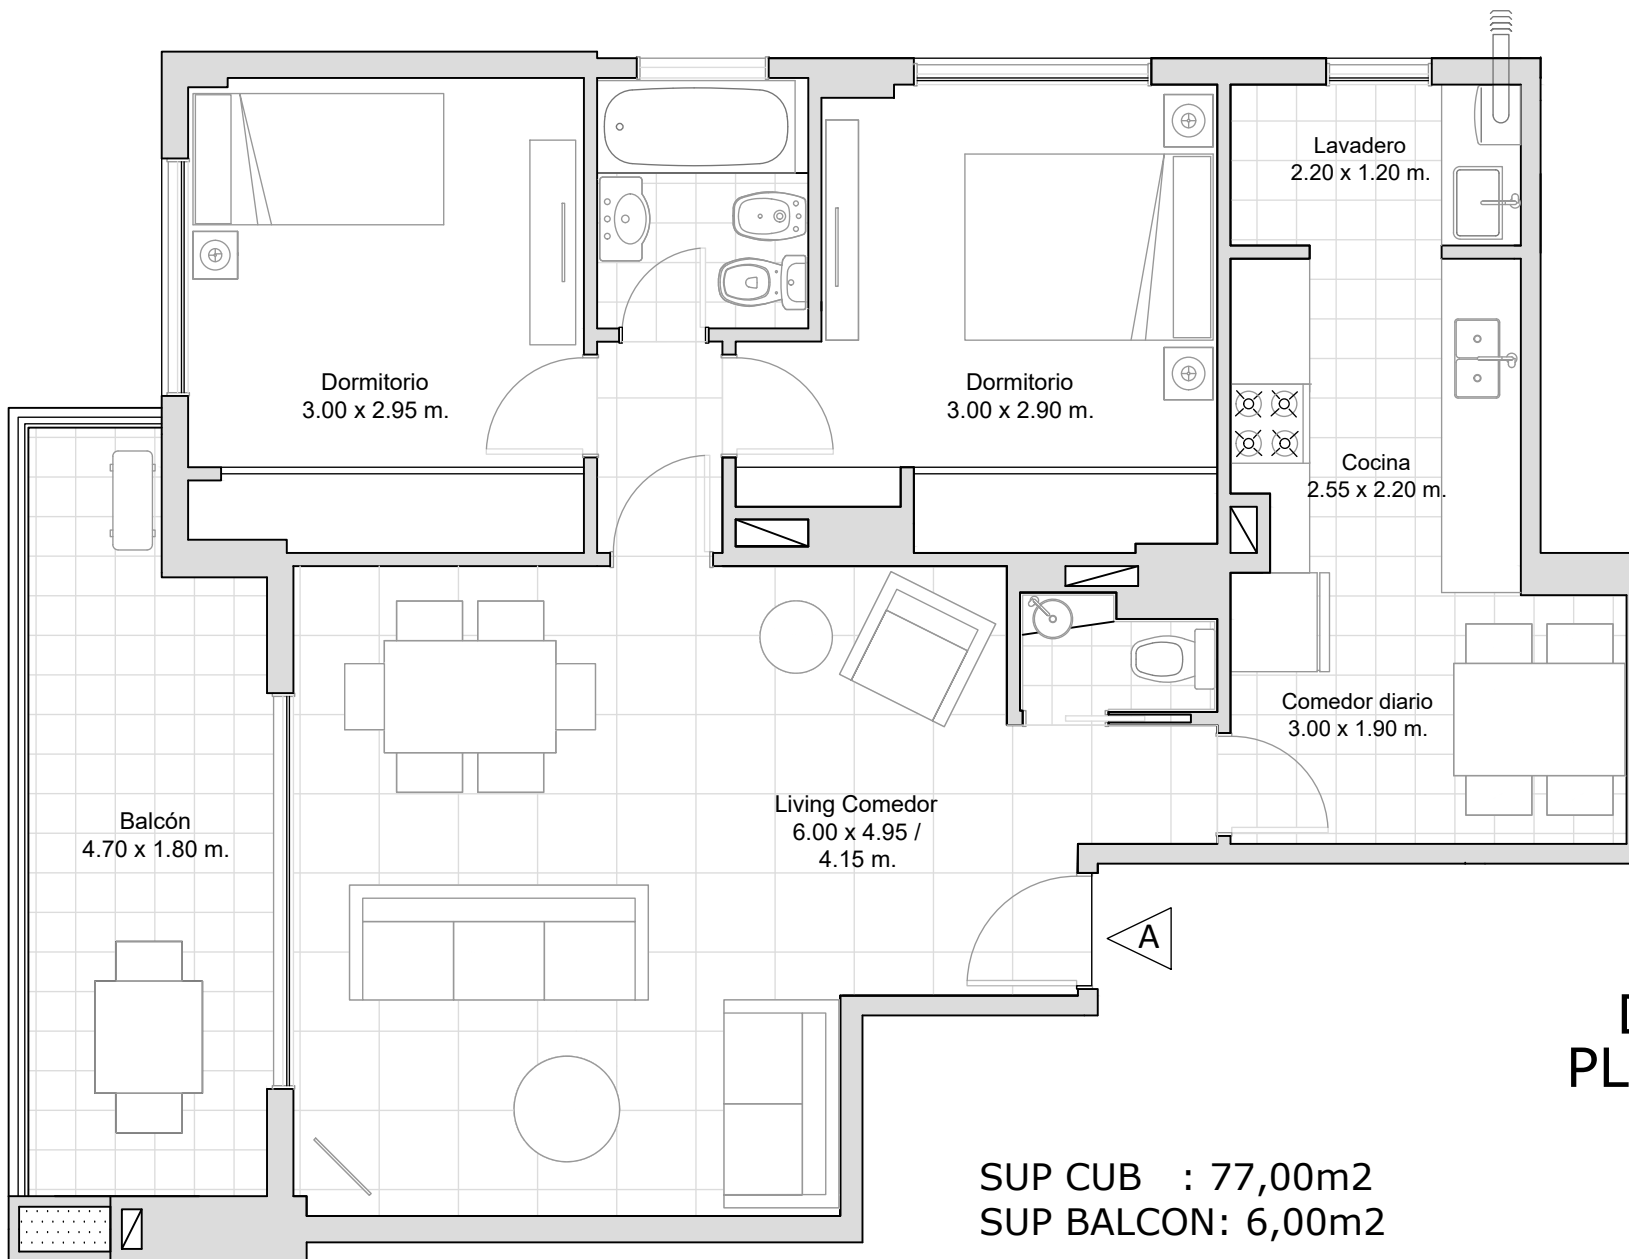 Lavadero
2.20 x 1.20 m.
Dormitorio
3.00 x 2.95 m.
Dormitorio
3.00 x 2.90 m.
Cocina
2.55 x 2.20 m.
Comedor diario
3.00 x 1.90 m.
Living Comedor
6.00 x 4.95 /
4.15 m.
Balcón
4.70 x 1.80 m.
A
PL
SUP CUB : 77,00m2
SUP BALCON: 6,00m2